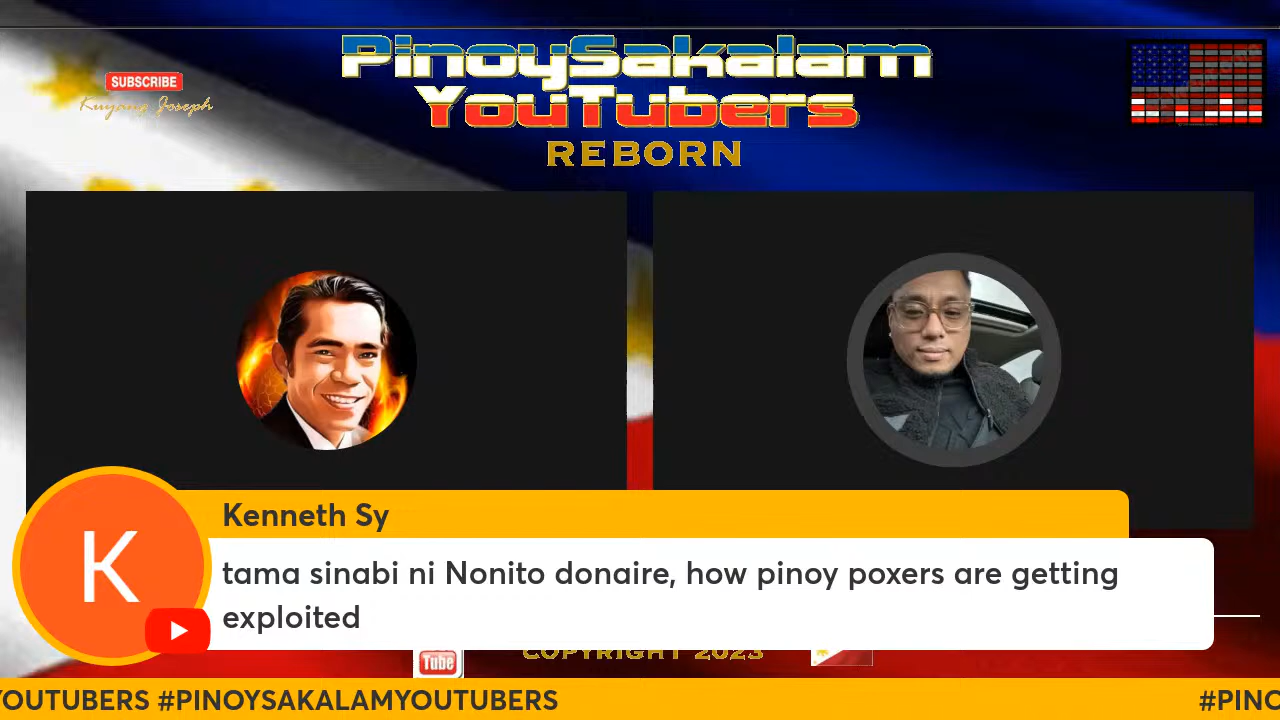 PinoySakalam
YouTubers
REBORN
SUBSCRIBE
Kuyang Joseph
K
Kenneth Sy
tama sinabi ni Nonito donaire, how pinoy poxers are getting
exploited
Tube
COPYRIGHT 2023
YOUTUBERS #PINOYSAKALAMYOUTUBERS
#PINO